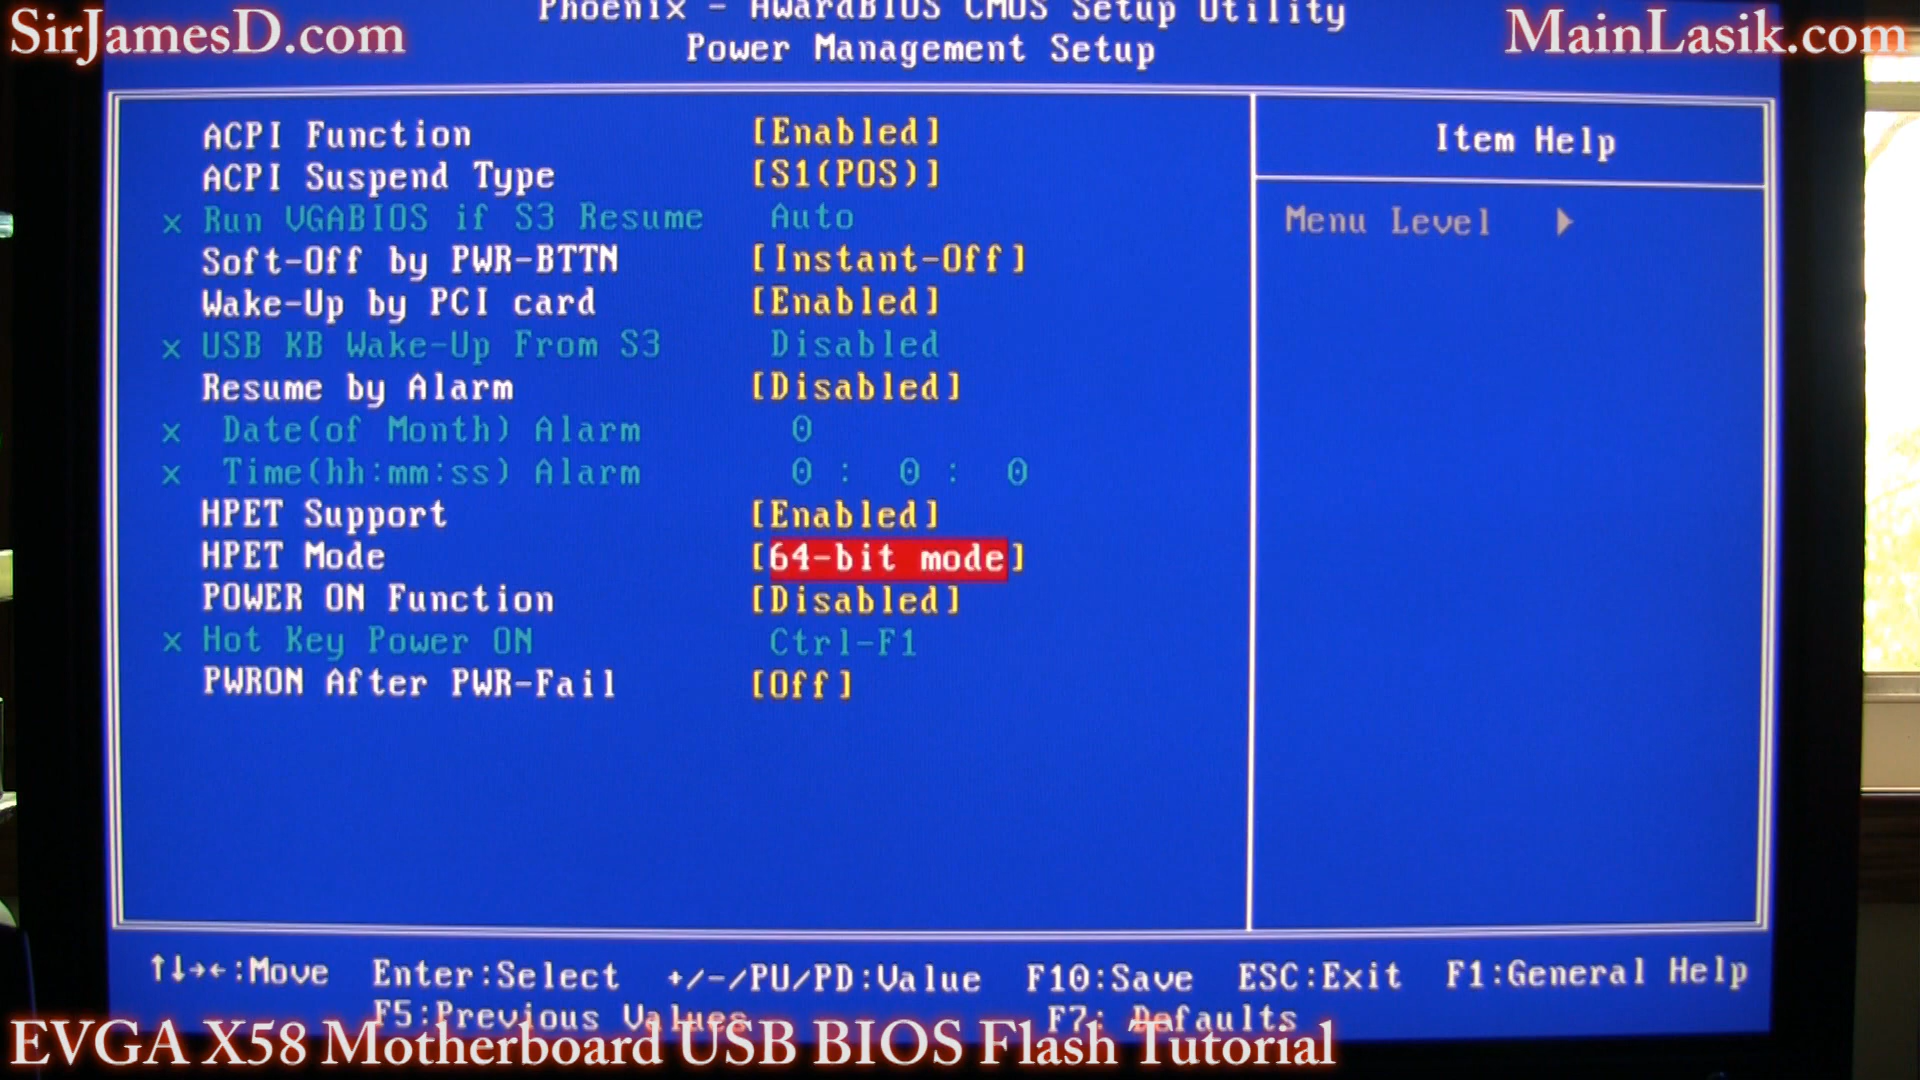 SirJamesD.com
MainLasik.com
Phoenix - AwardBIOS CMOS Setup Utility
Power Management Setup
ACPI Function [Enabled]
ACPI Suspend Type [S1(POS)]
x Run VGABIOS if S3 Resume Auto
Soft-Off by PWR-BTTN [Instant-Off]
Wake-Up by PCI card [Enabled]
x USB KB Wake-Up From S3 Disabled
Resume by Alarm [Disabled]
x Date(of Month) Alarm 0
x Time(hh:mm:ss) Alarm 0 : 0 : 0
HPET Support [Enabled]
HPET Mode [64-bit mode]
POWER ON Function [Disabled]
x Hot Key Power ON Ctrl-F1
PWRON After PWR-Fail [Off]
Item Help
Menu Level ▶
↑↓→←:Move Enter:Select +/-/PU/PD:Value F10:Save ESC:Exit F1:General Help
F5:Previous Values F7: Defaults
EVGA X58 Motherboard USB BIOS Flash Tutorial